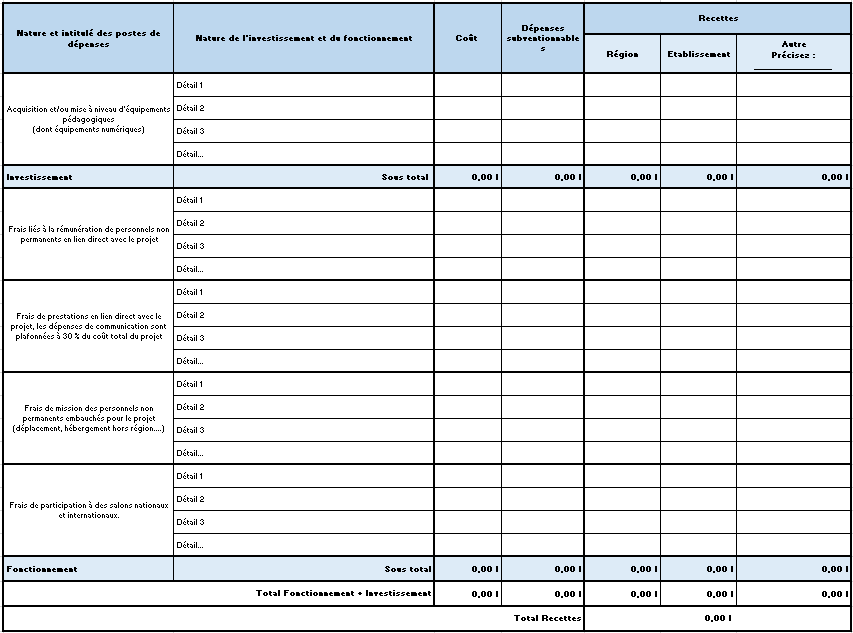 Nature et intitulé des postes de dépenses
Nature de l'investissement et du fonctionnement
Coût
Dépenses
subventionnable
s
Recettes
Région
Etablissement
Autre
Précisez :
Acquisition et/ou mise à niveau d'équipements
pédagogiques
(dont équipements numériques)
Détail 1
Détail 2
Détail 3
Détail...
Investissement Sous total 0,00 l 0,00 l 0,00 l 0,00 l 0,00 l
Frais liés à la rémunération de personnels non
permanents en lien direct avec le projet
Détail 1
Détail 2
Détail 3
Détail...
Frais de prestations en lien direct avec le
projet, les dépenses de communication sont
plafonnées à 30 % du coût total du projet
Détail 1
Détail 2
Détail 3
Détail...
Frais de mission des personnels non
permanents embauchés pour le projet
(déplacement, hébergement hors région....)
Détail 1
Détail 2
Détail 3
Détail...
Frais de participation à des salons nationaux
et internationaux.
Détail 1
Détail 2
Détail 3
Détail...
Fonctionnement Sous total 0,00 l 0,00 l 0,00 l 0,00 l 0,00 l
Total Fonctionnement + Investissement 0,00 l 0,00 l 0,00 l 0,00 l 0,00 l
Total Recettes 0,00 l